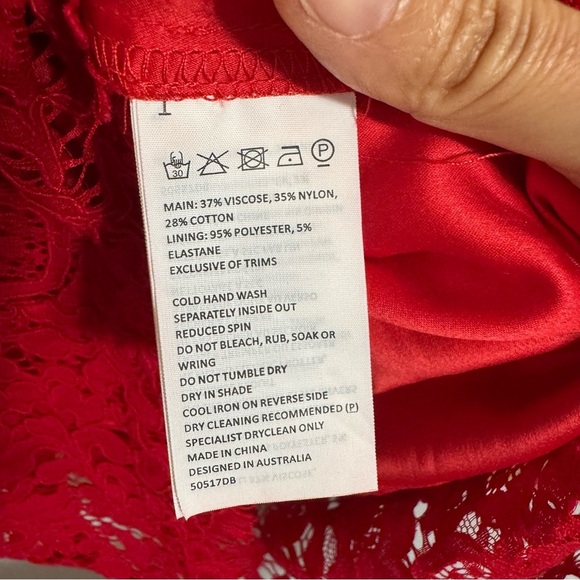 30 P
MAIN: 37% VISCOSE, 35% NYLON,
28% COTTON
LINING: 95% POLYESTER, 5%
ELASTANE
EXCLUSIVE OF TRIMS
COLD HAND WASH
SEPARATELY INSIDE OUT
REDUCED SPIN
DO NOT BLEACH, RUB, SOAK OR
WRING
DO NOT TUMBLE DRY
DRY IN SHADE
COOL IRON ON REVERSE SIDE
DRY CLEANING RECOMMENDED (P)
SPECIALIST DRYCLEAN ONLY
MADE IN CHINA
DESIGNED IN AUSTRALIA
50517DB